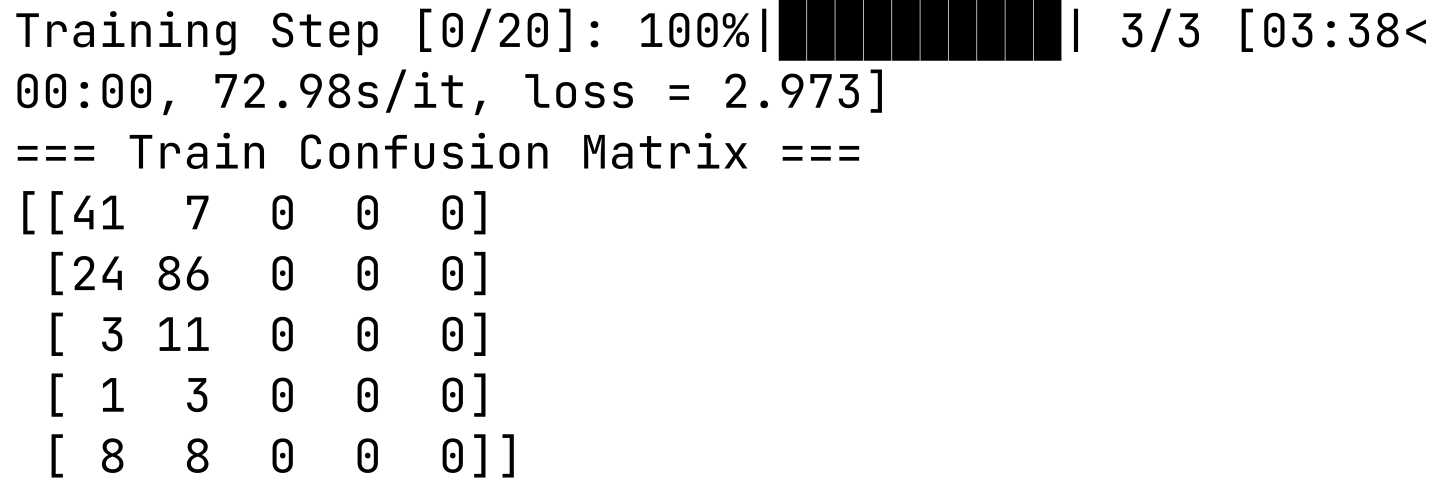 Training Step [0/20]: 100%|██████████| 3/3 [03:38<
00:00, 72.98s/it, loss = 2.973]
=== Train Confusion Matrix ===
[[41  7  0  0  0]
 [24 86  0  0  0]
 [ 3 11  0  0  0]
 [ 1  3  0  0  0]
 [ 8  8  0  0  0]]